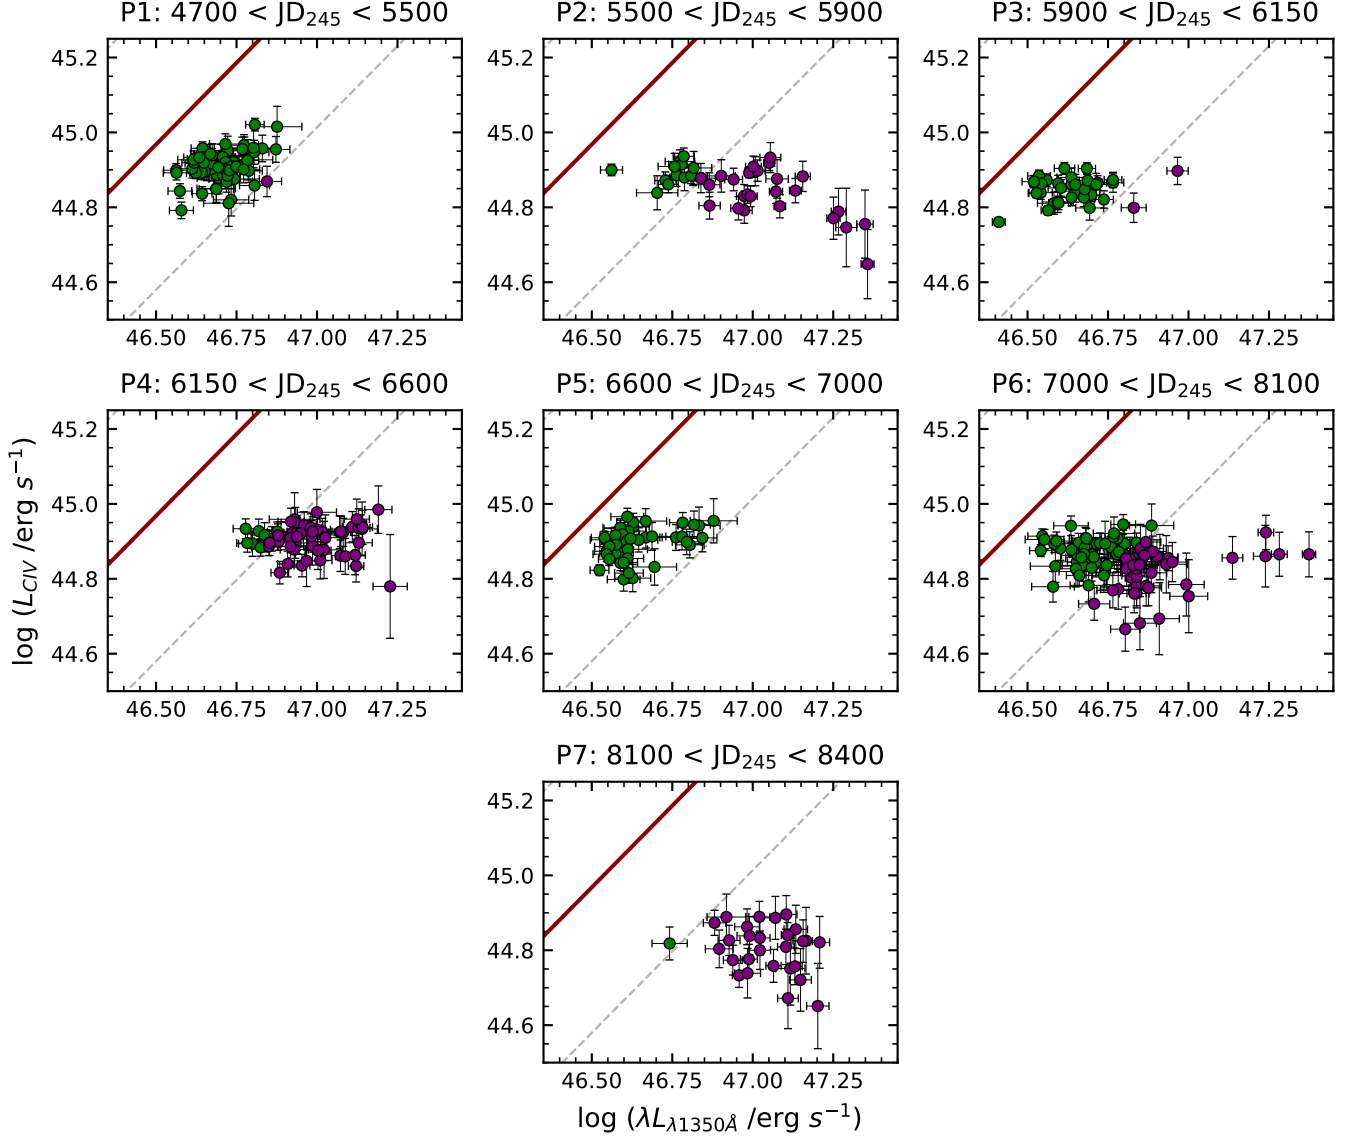 P1: 4700 < JD₂₄₅ < 5500
P2: 5500 < JD₂₄₅ < 5900
P3: 5900 < JD₂₄₅ < 6150
45.2
45.0
44.8
44.6
46.50 46.75 47.00 47.25
45.2
45.0
44.8
44.6
46.50 46.75 47.00 47.25
45.2
45.0
44.8
44.6
46.50 46.75 47.00 47.25
P4: 6150 < JD₂₄₅ < 6600
P5: 6600 < JD₂₄₅ < 7000
P6: 7000 < JD₂₄₅ < 8100
log (L_CIV /erg s⁻¹)
45.2
45.0
44.8
44.6
46.50 46.75 47.00 47.25
45.2
45.0
44.8
44.6
46.50 46.75 47.00 47.25
45.2
45.0
44.8
44.6
46.50 46.75 47.00 47.25
P7: 8100 < JD₂₄₅ < 8400
45.2
45.0
44.8
44.6
46.50 46.75 47.00 47.25
log (λL_λ1350Å /erg s⁻¹)